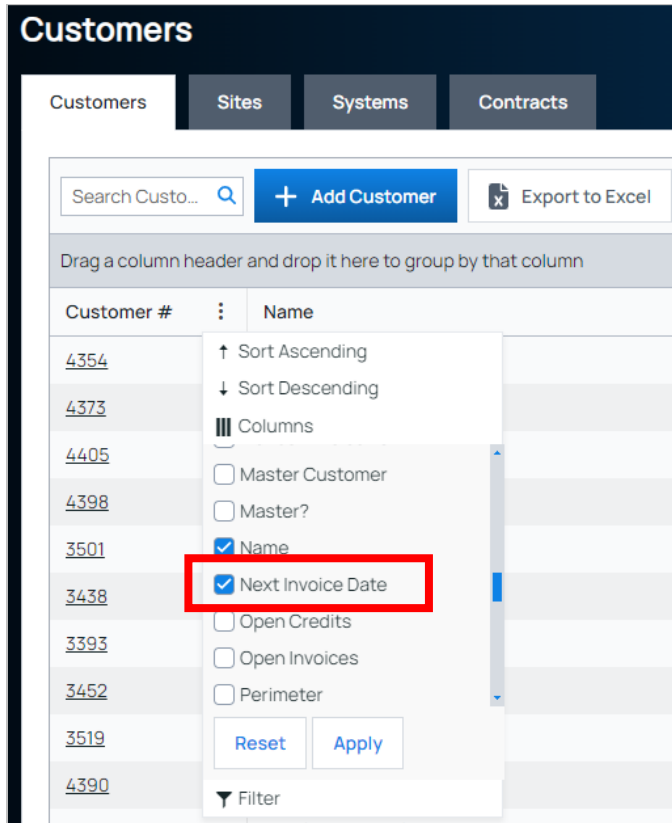 Customers
Customers Sites Systems Contracts
Search Custo... Add Customer Export to Excel
Drag a column header and drop it here to group by that column
Customer # Name
4354
4373
4405
4398
3501
3438
3393
3452
3519
4390
Sort Ascending
Sort Descending
Columns
Master Customer
Master?
Name
Next Invoice Date
Open Credits
Open Invoices
Perimeter
Reset Apply
Filter